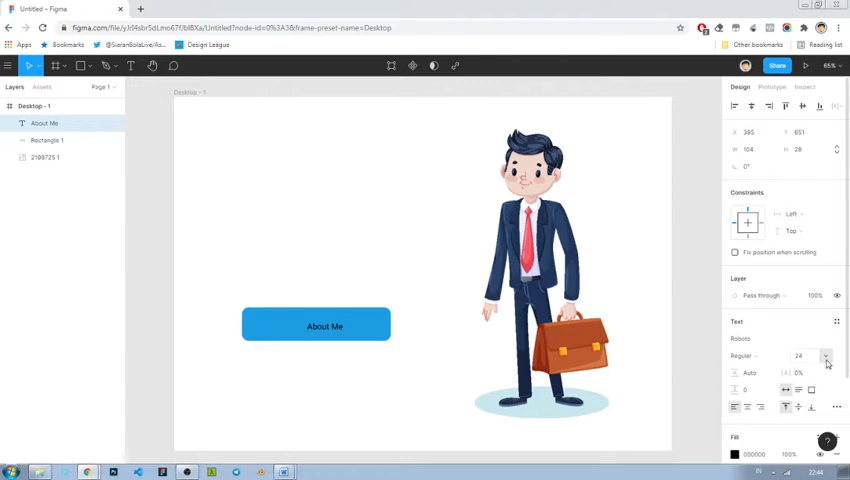 Untitled – Figma
figma.com/file/yJrI4sbr5dLmo67fJblBXa/Untitled?node-id=0%3A3&frame-preset-name=Desktop
Apps
Bookmarks
@SiaranBolaLive/As...
Design League
Other bookmarks
Reading list
Share
65%
Layers
Assets
Page 1
Desktop - 1
About Me
Rectangle 1
2188725 1
Desktop - 1
About Me
Design
Prototype
Inspect
X 385
Y 651
W 104
H 28
0°
Constraints
Left
Top
Fix position when scrolling
Layer
Pass through
100%
Text
Roboto
Regular
24
Auto
0%
0
Fill
000000
100%
?
IN
22:44